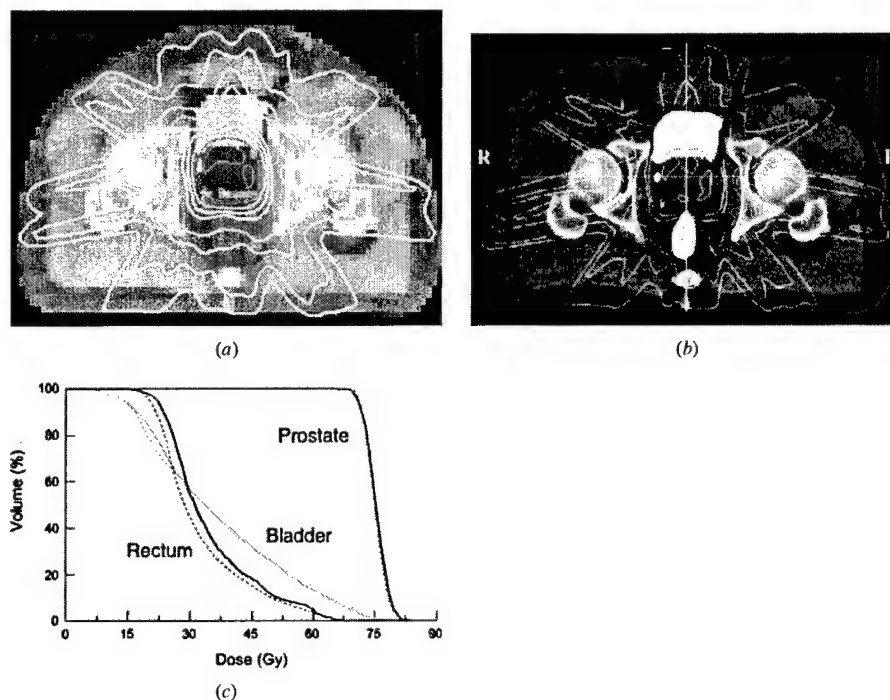 R
(a)
(b)
100
80
60
40
20
0
Volume (%)
Prostate
Bladder
Rectum
0 15 30 45 60 75 90
Dose (Gy)
(c)